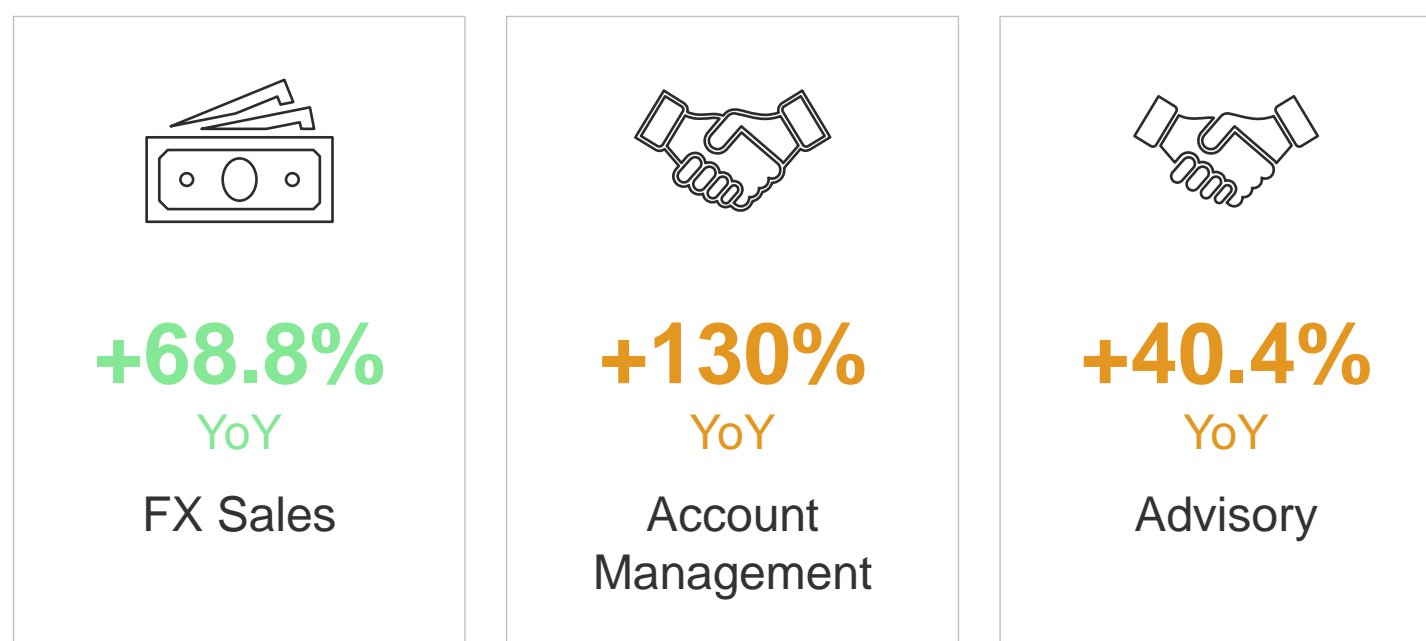 +68.8%
YoY
FX Sales
+130%
YoY
Account
Management
+40.4%
YoY
Advisory